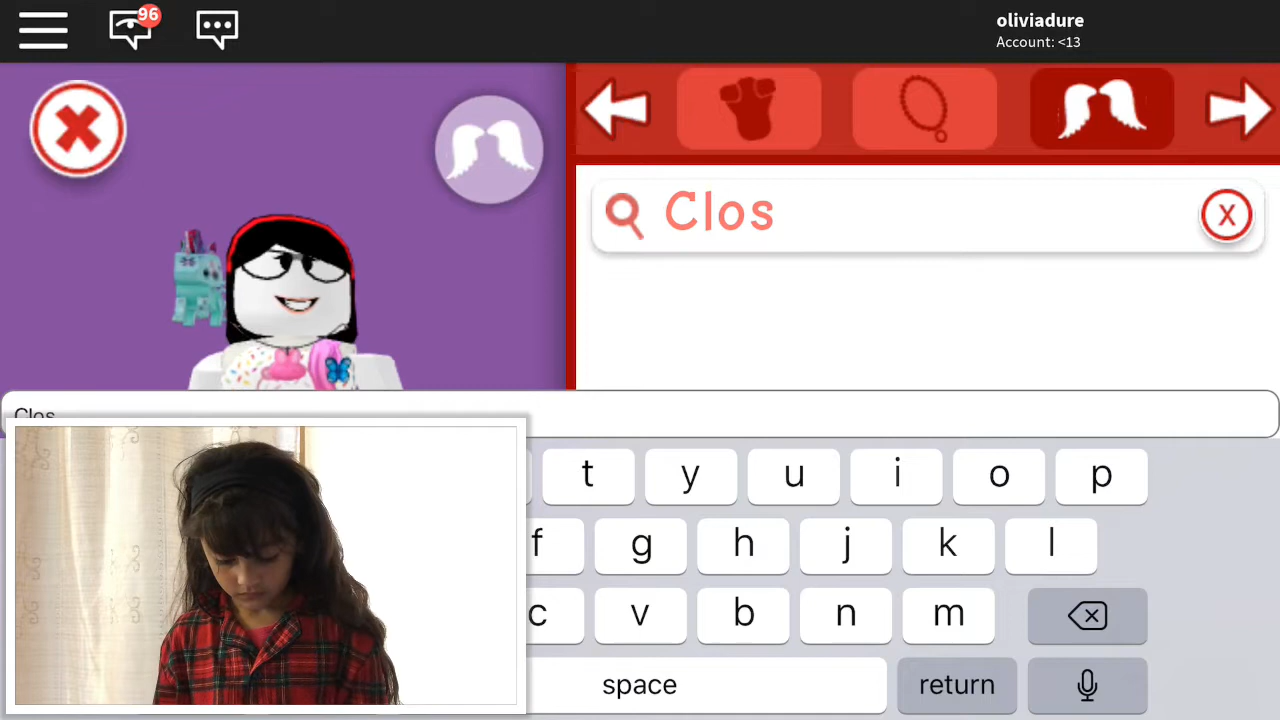 96
oliviadure
Account: <13
Clos
X
Clos
t y u i o p
f g h j k l
c v b n m
space return